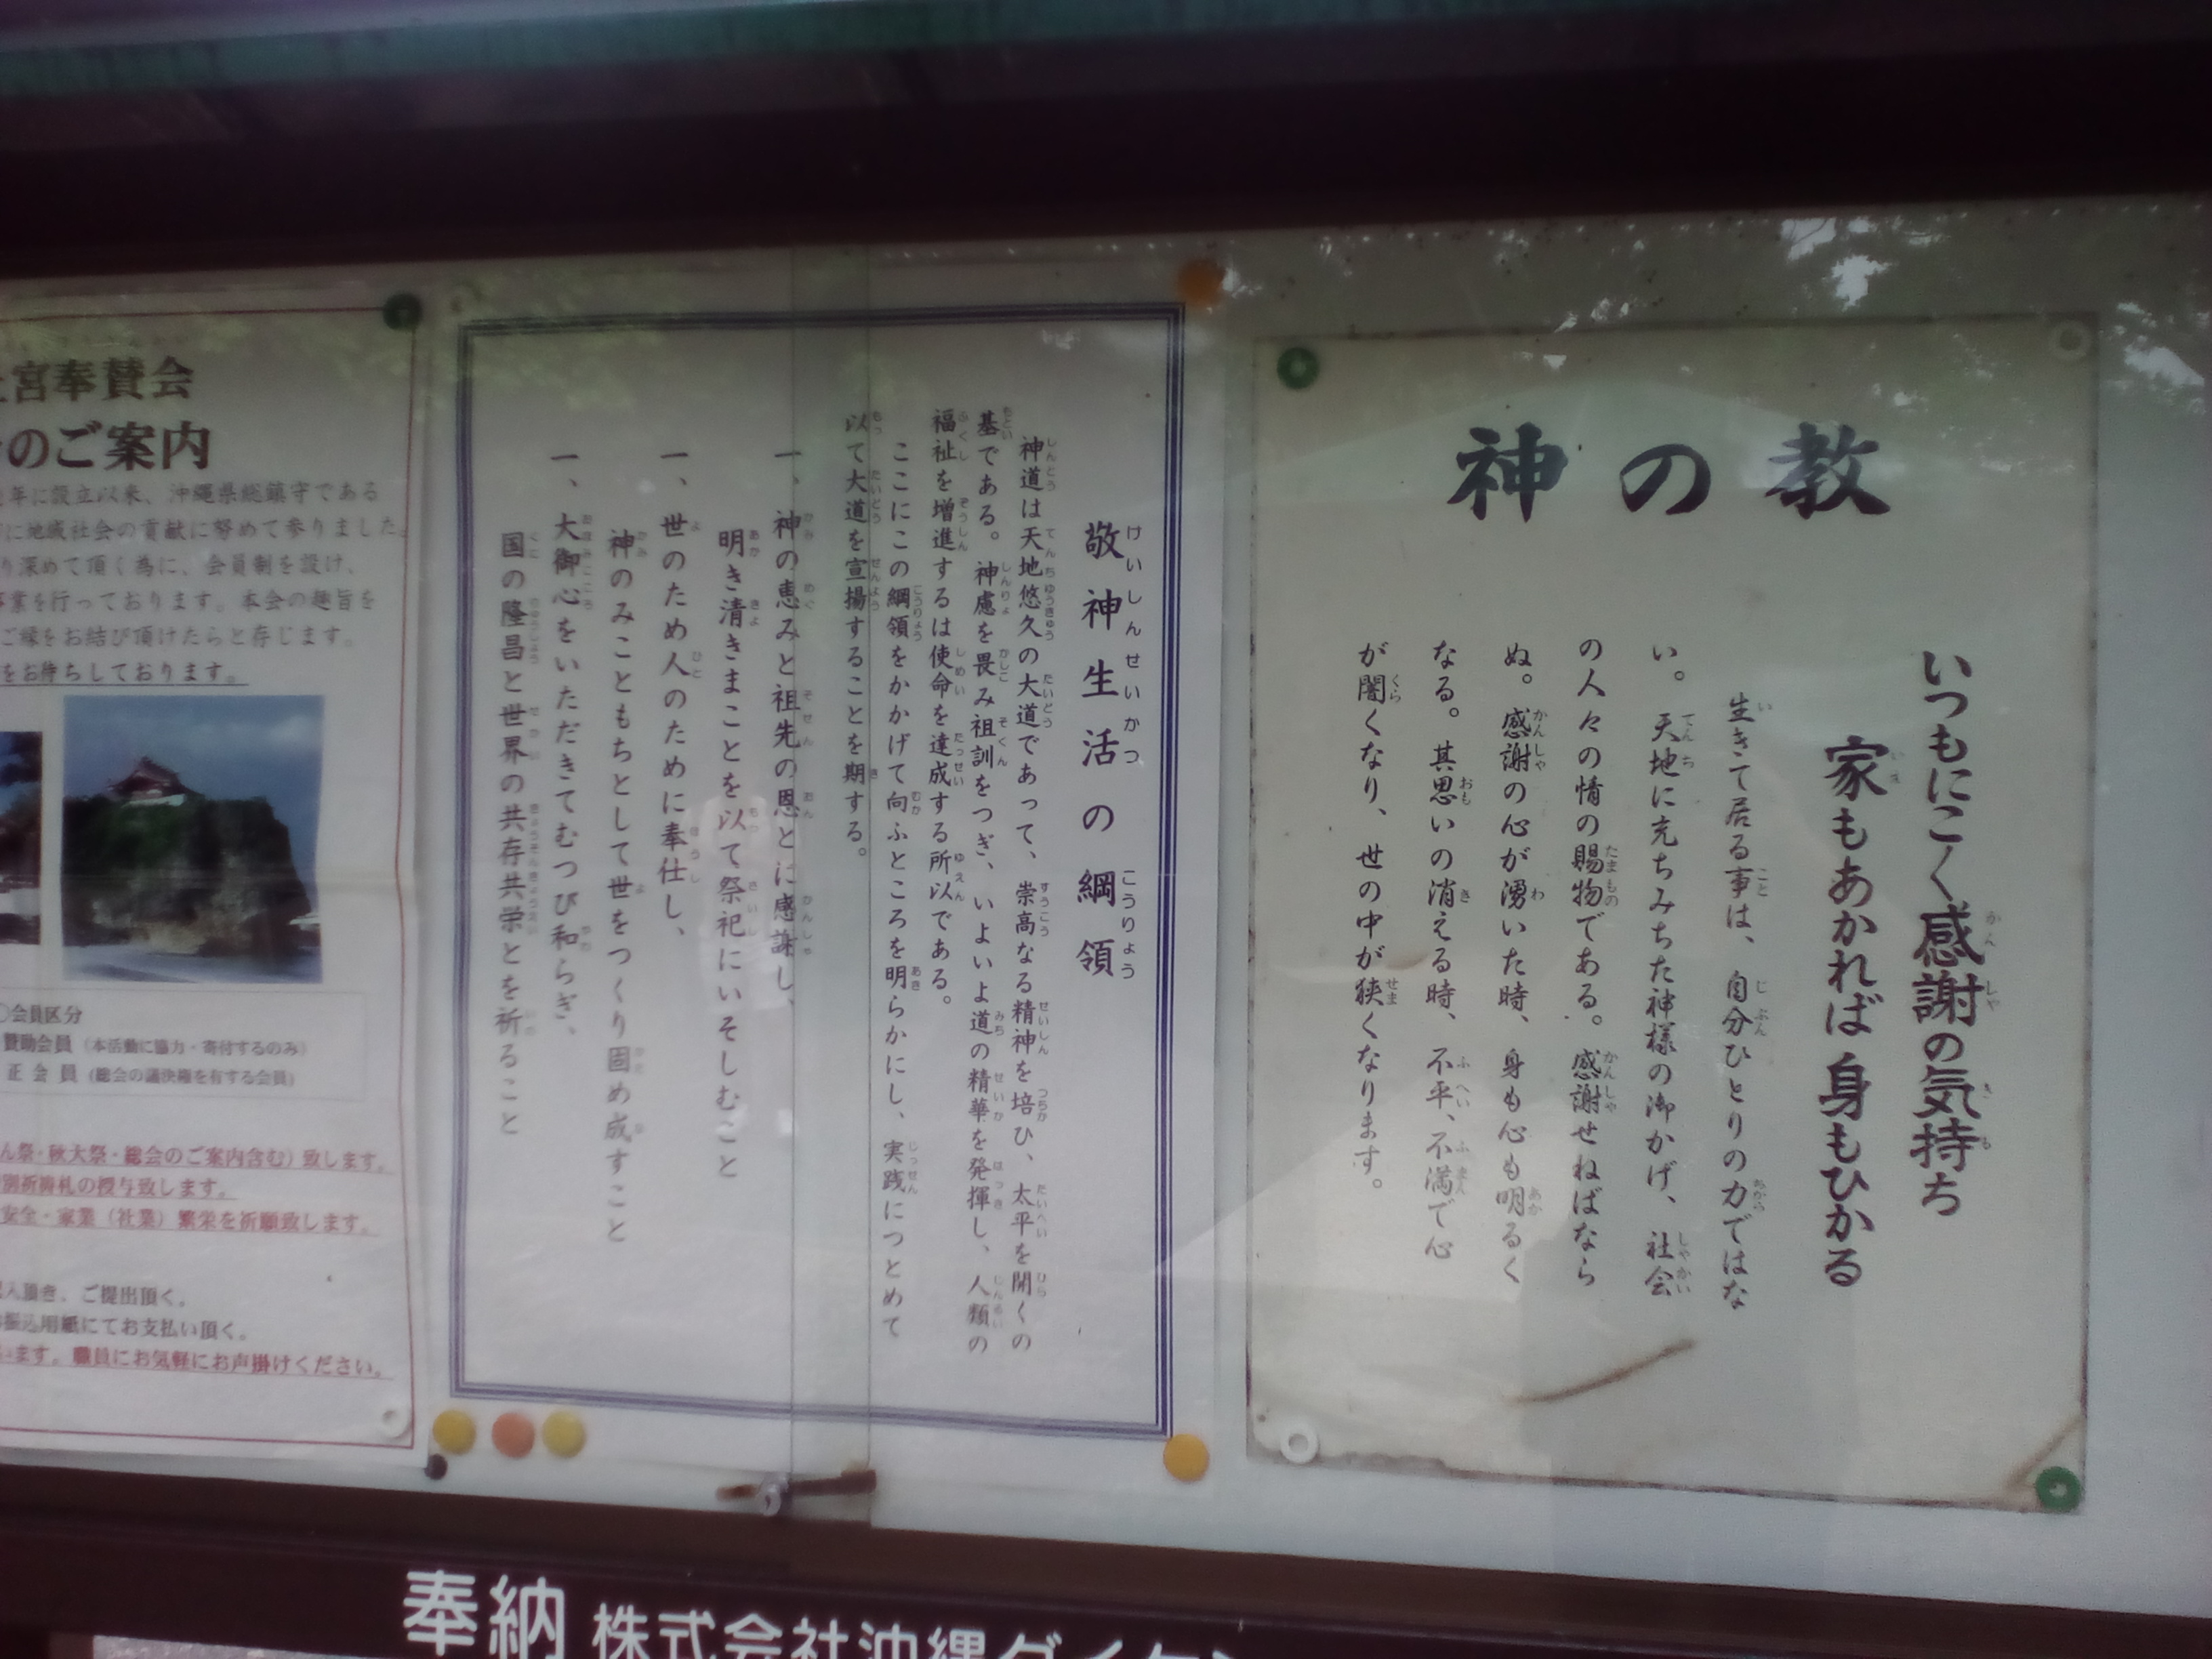 教の神
いつもにこく感謝の気持ち
家もあかれば身もひかる
生きて居る事は、自分ひとりの力ではな
い。天地に充ちみちた神様の御かげ、社会
の人々の情の賜物である。感謝せねばなら
ぬ。感謝の心が湧いた時、身も心も明るく
なる。其思いの消える時、不平、不満で心
が闇くなり、世の中が狭くなります。
敬神生活の綱領
神道は天地悠久の大道であって、崇高なる精神を培ひ、太平を開くの
基である。神慮を畏み祖訓をつぎ、いよいよ道の精華を発揮し、人類の
福祉を増進するは使命を達成する所以である。
ここにこの綱領をかかげて向ふところを明らかにし、実践につとめて
以て大道を宣揚することを期する。
一、神の恵みと祖先の恩とに感謝し、
明き清きまことを以て祭祀にいそしむこと
一、世のため人のために奉仕し、
神のみこともちとして世をつくり固め成すこと
一、大御心をいただきてむつび和らぎ、
国の隆昌と世界の共存共栄とを祈ること
宮奉賛会
のご案内
年に設立以来、沖縄県総鎮守である
に地域社会の貢献に努めて参りました。
り深めて頂く為に、会員制を設け、
事業を行っております。本会の趣旨を
ご縁をお結び頂けたらと存じます。
をお待ちしております。
〇会員区分
賛助会員（本活動に協力・寄付するのみ）
正会員（総会の議決権を有する会員）
ん祭・秋大祭・総会のご案内含む）致します。
別祈祷札の授与致します。
安全・家業（社業）繁栄を祈願致します。
入頂き、ご提出頂く。
振込用紙にてお支払い頂く。
います。職員にお気軽にお声掛けください。
奉納 株式会社沖縄ダイケン